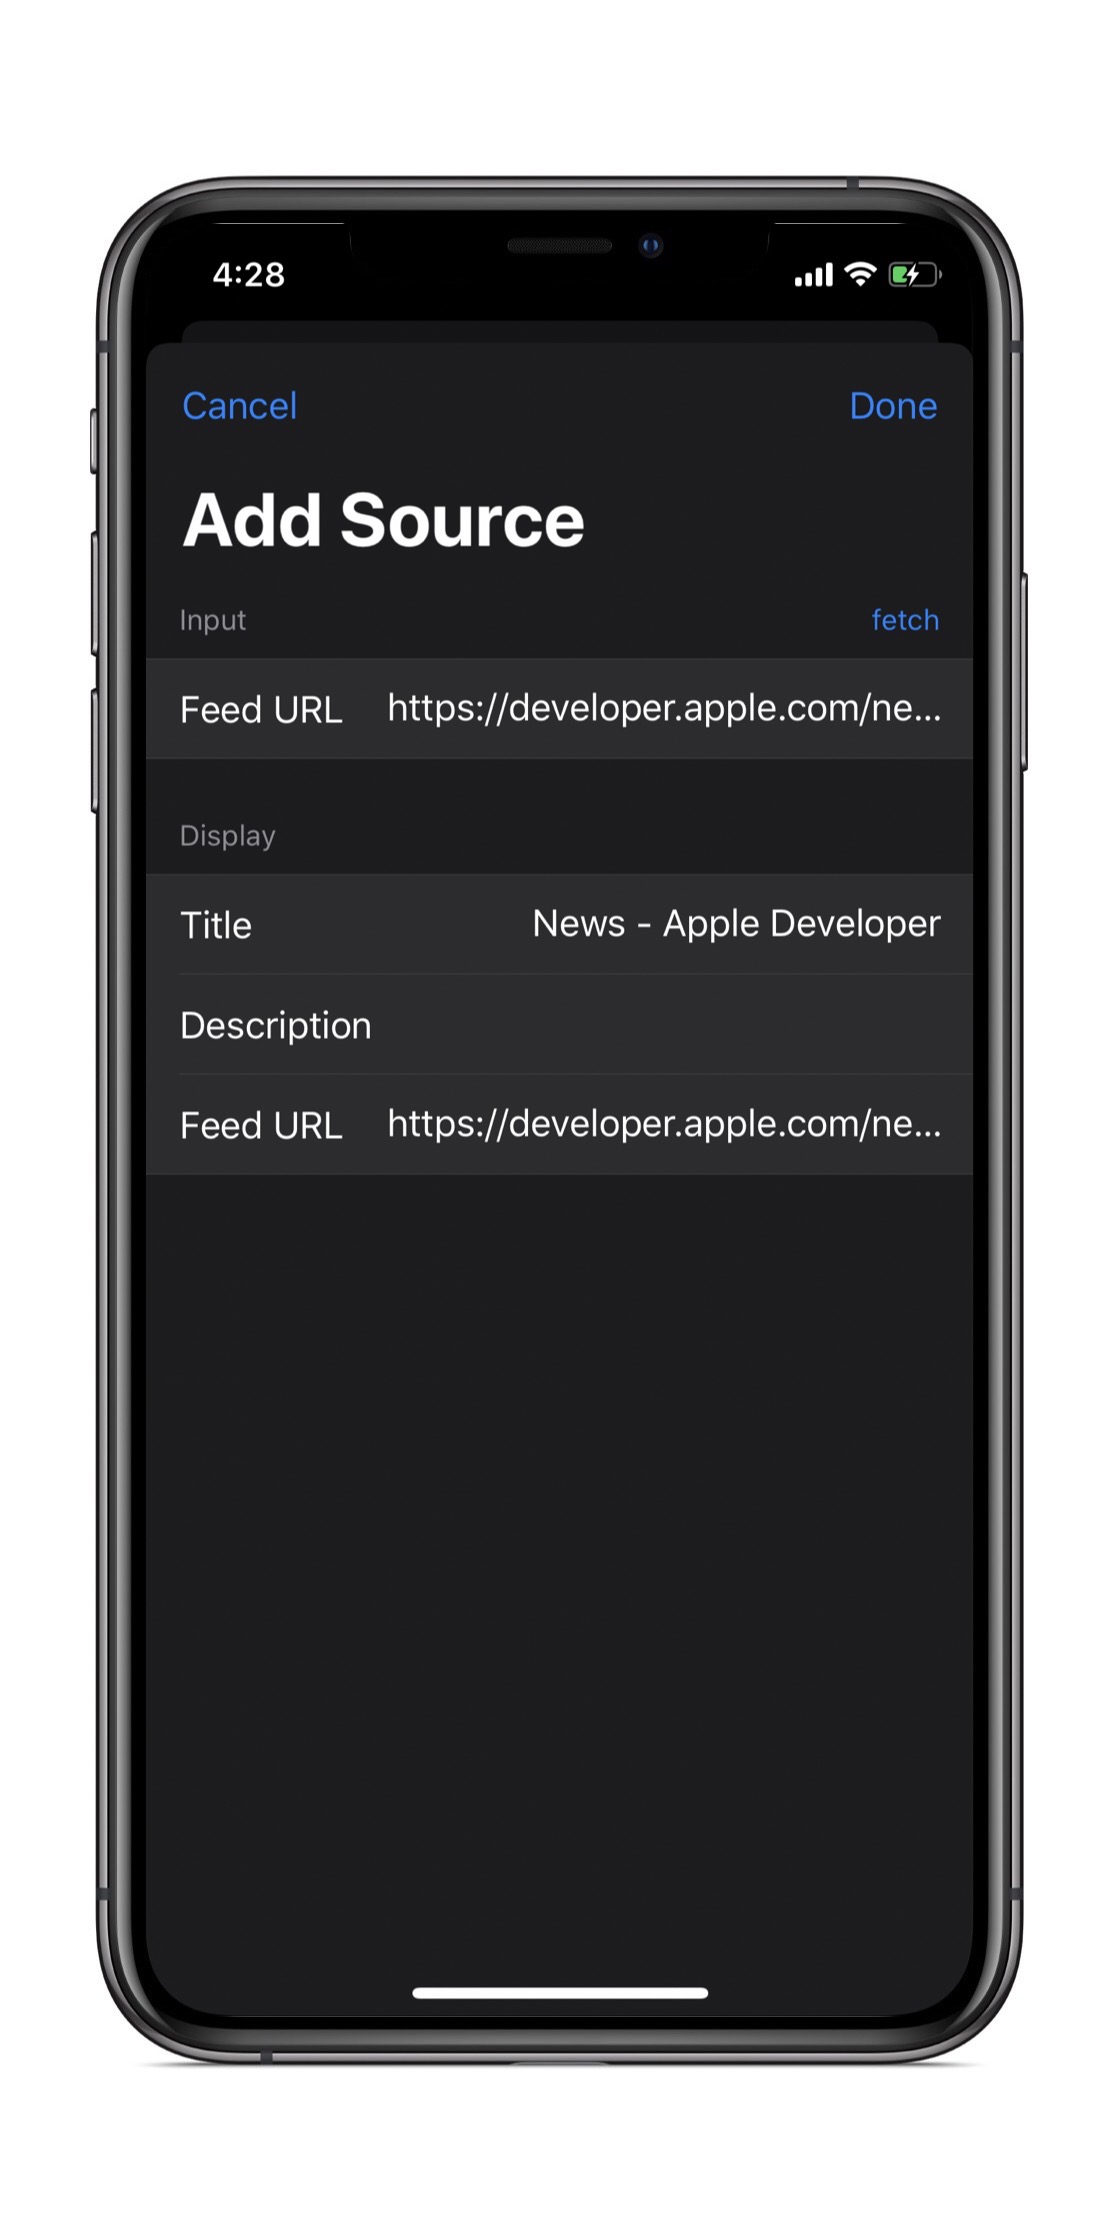 4:28
Cancel Done
Add Source
Input fetch
Feed URL https://developer.apple.com/ne...
Display
Title News - Apple Developer
Description
Feed URL https://developer.apple.com/ne...